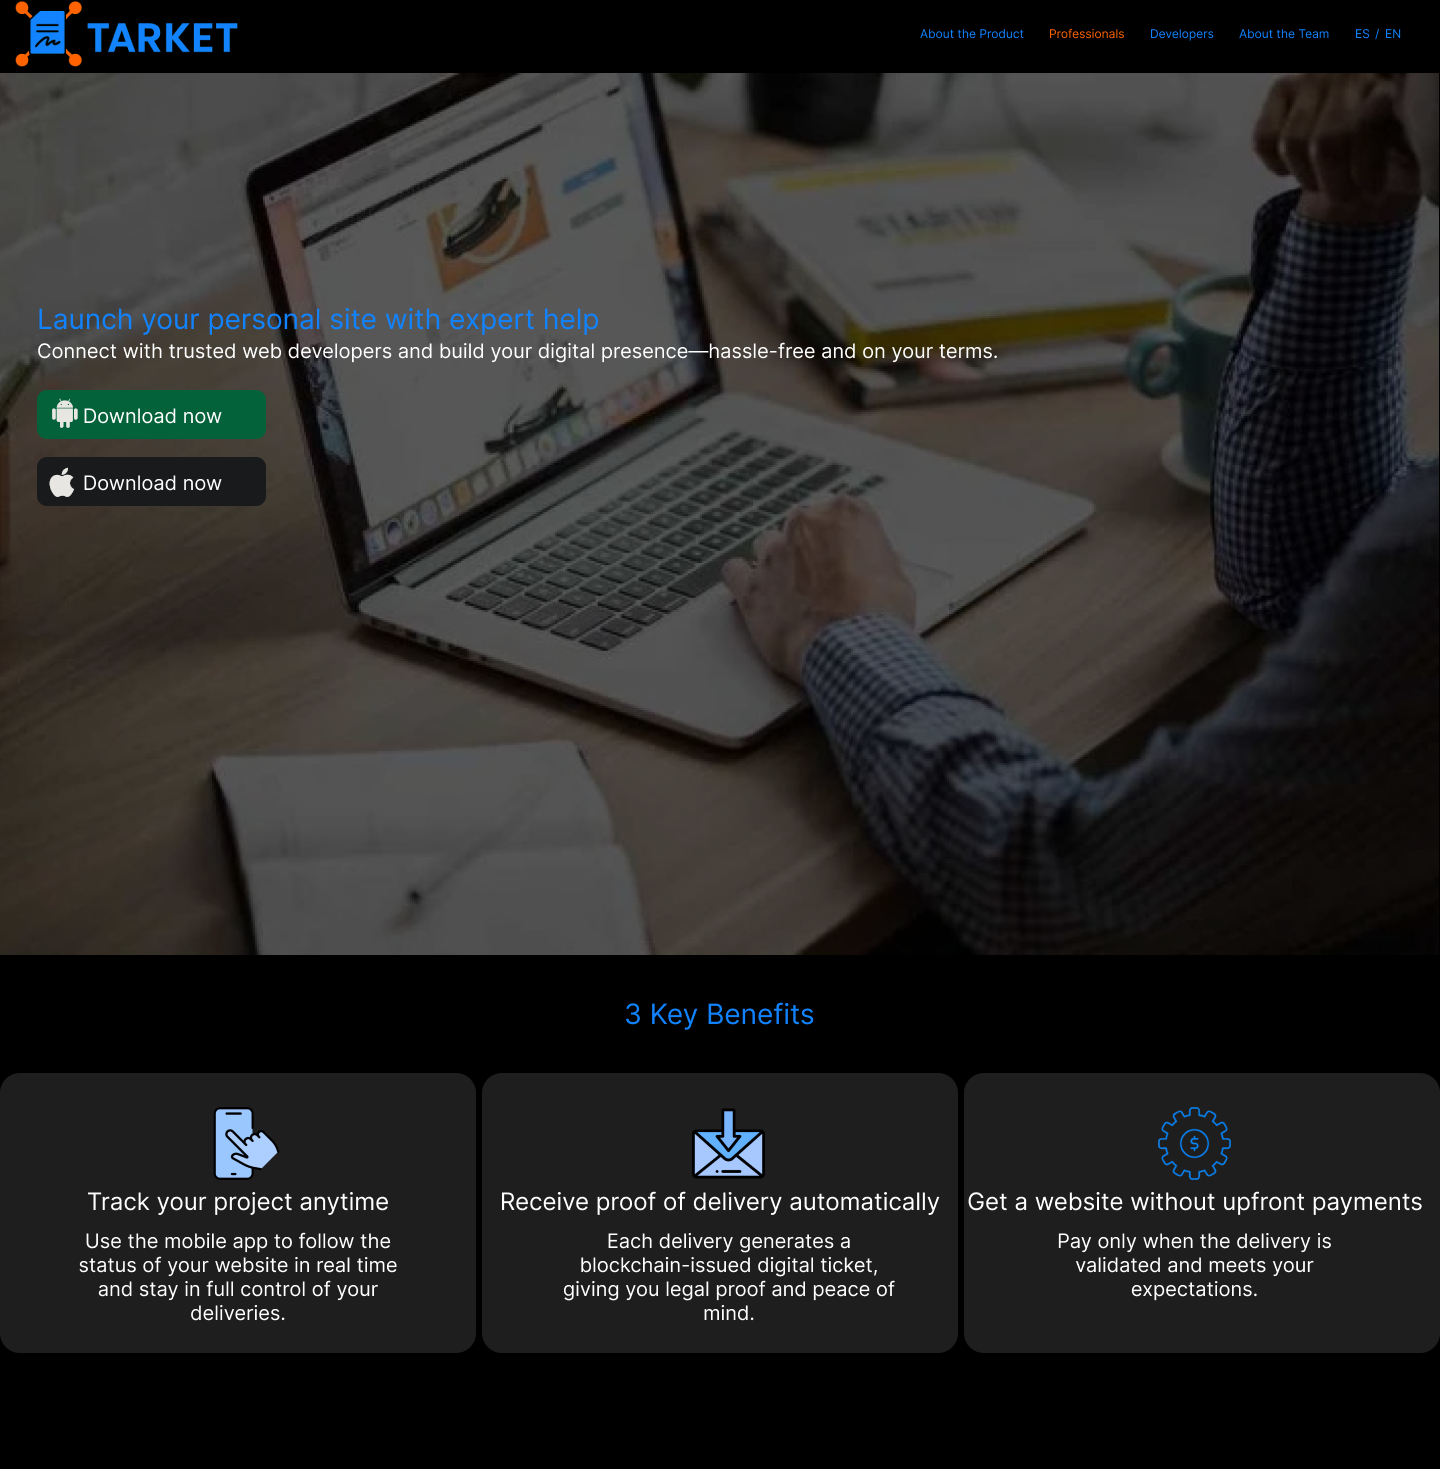 TARKET
About the Product Professionals Developers About the Team ES / EN
Launch your personal site with expert help
Connect with trusted web developers and build your digital presence—hassle-free and on your terms.
Download now
Download now
3 Key Benefits
Track your project anytime
Use the mobile app to follow the
status of your website in real time
and stay in full control of your
deliveries.
Receive proof of delivery automatically
Each delivery generates a
blockchain-issued digital ticket,
giving you legal proof and peace of
mind.
Get a website without upfront payments
Pay only when the delivery is
validated and meets your
expectations.